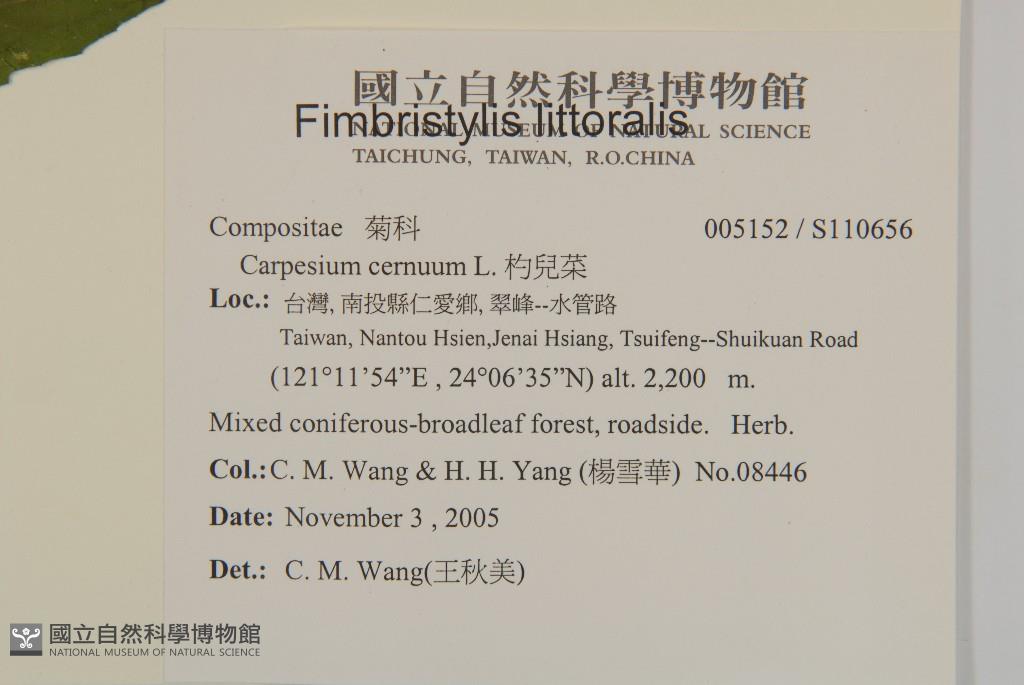 國立自然科學博物館
Fimbristylis littoralis
NATIONAL MUSEUM OF NATURAL SCIENCE
TAICHUNG, TAIWAN, R.O.CHINA
Compositae 菊科 005152 / S110656
Carpesium cernuum L. 杓兒菜
Loc.: 台灣, 南投縣仁愛鄉, 翠峰--水管路
Taiwan, Nantou Hsien,Jenai Hsiang, Tsuifeng--Shuikuan Road
(121°11’54”E , 24°06’35”N) alt. 2,200 m.
Mixed coniferous-broadleaf forest, roadside. Herb.
Col.: C. M. Wang & H. H. Yang (楊雪華) No.08446
Date: November 3 , 2005
Det.: C. M. Wang(王秋美)
國立自然科學博物館
NATIONAL MUSEUM OF NATURAL SCIENCE